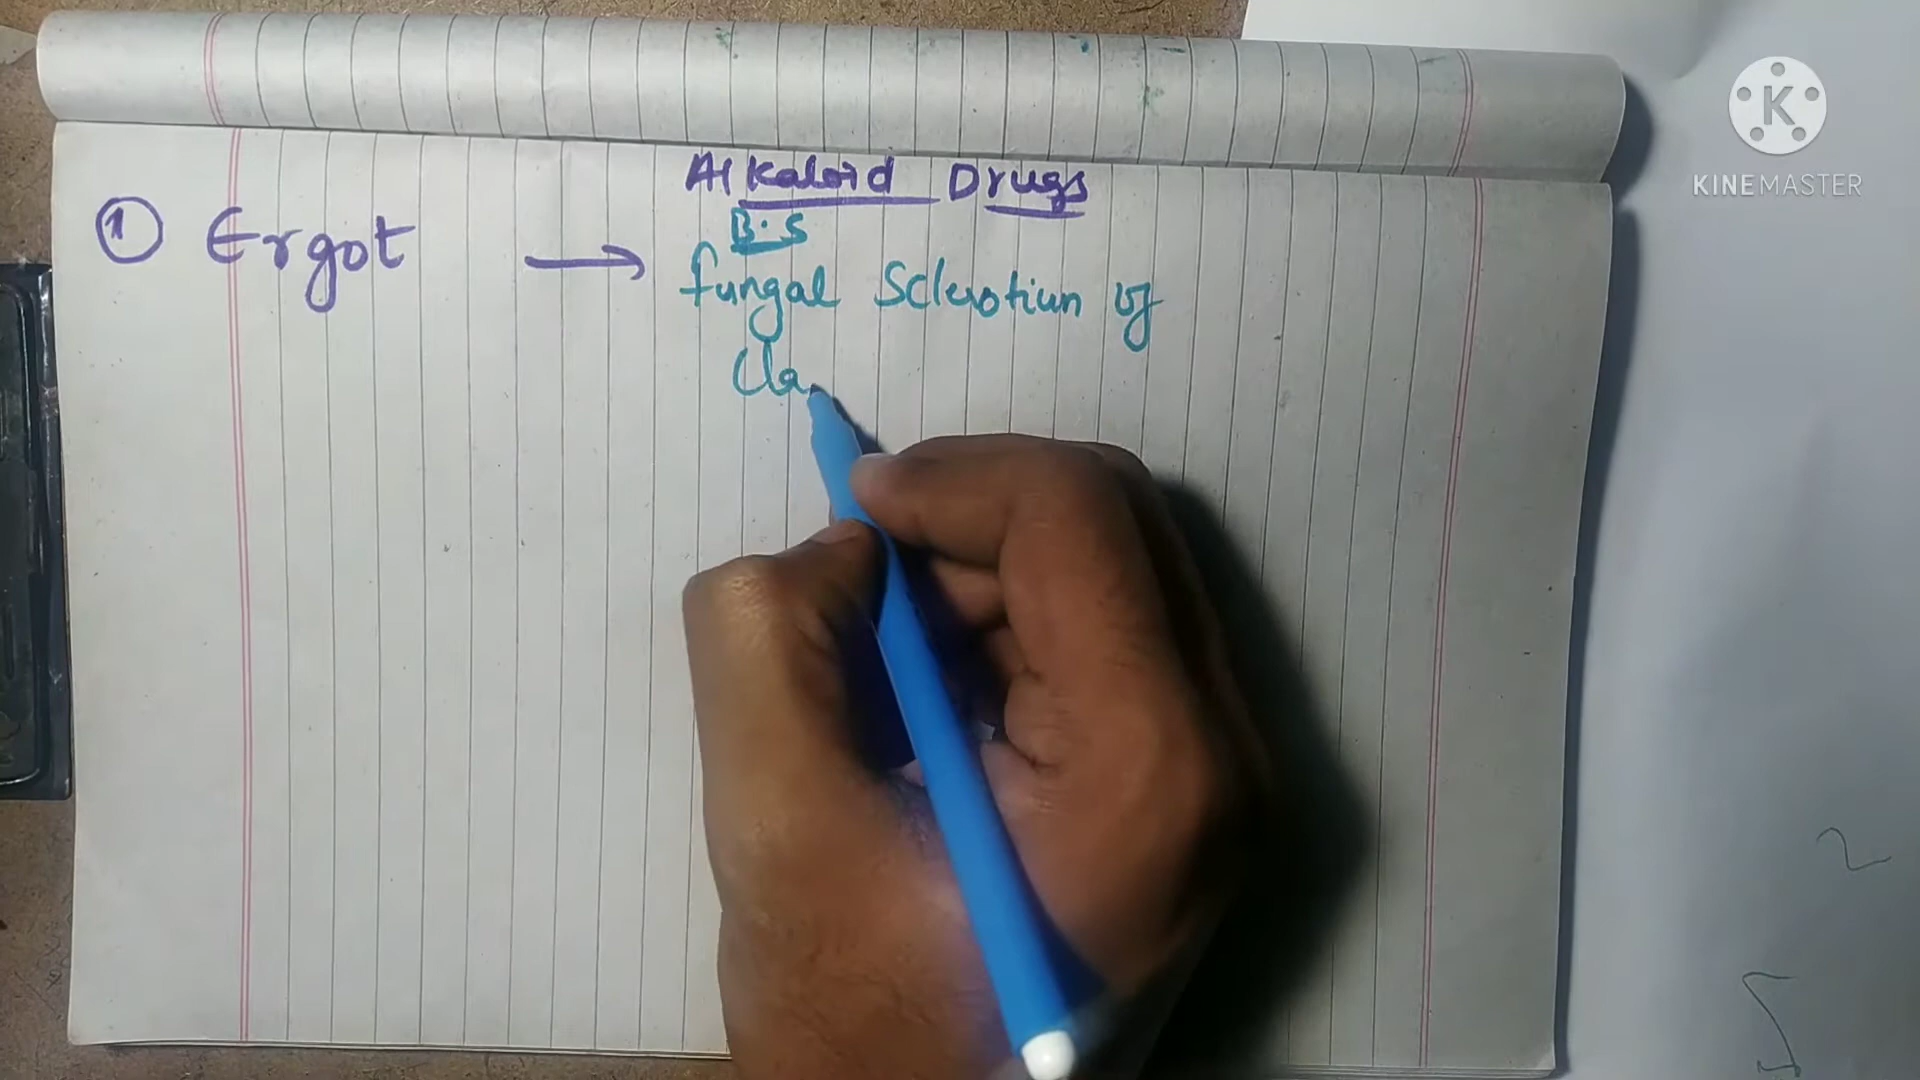 Alkaloid Drugs
① Ergot → B.S
fungal Sclerotium of
Cla
K
KINEMASTER